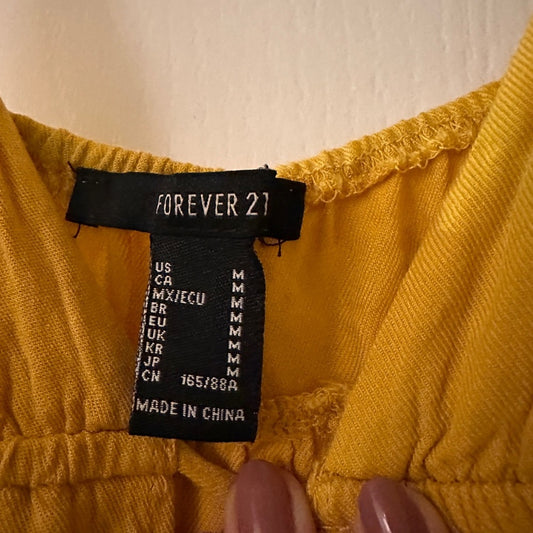 FOREVER 21
US M
CA M
MX/ECU M
BR M
EU M
UK M
KR M
JP M
CN 165/88A
MADE IN CHINA